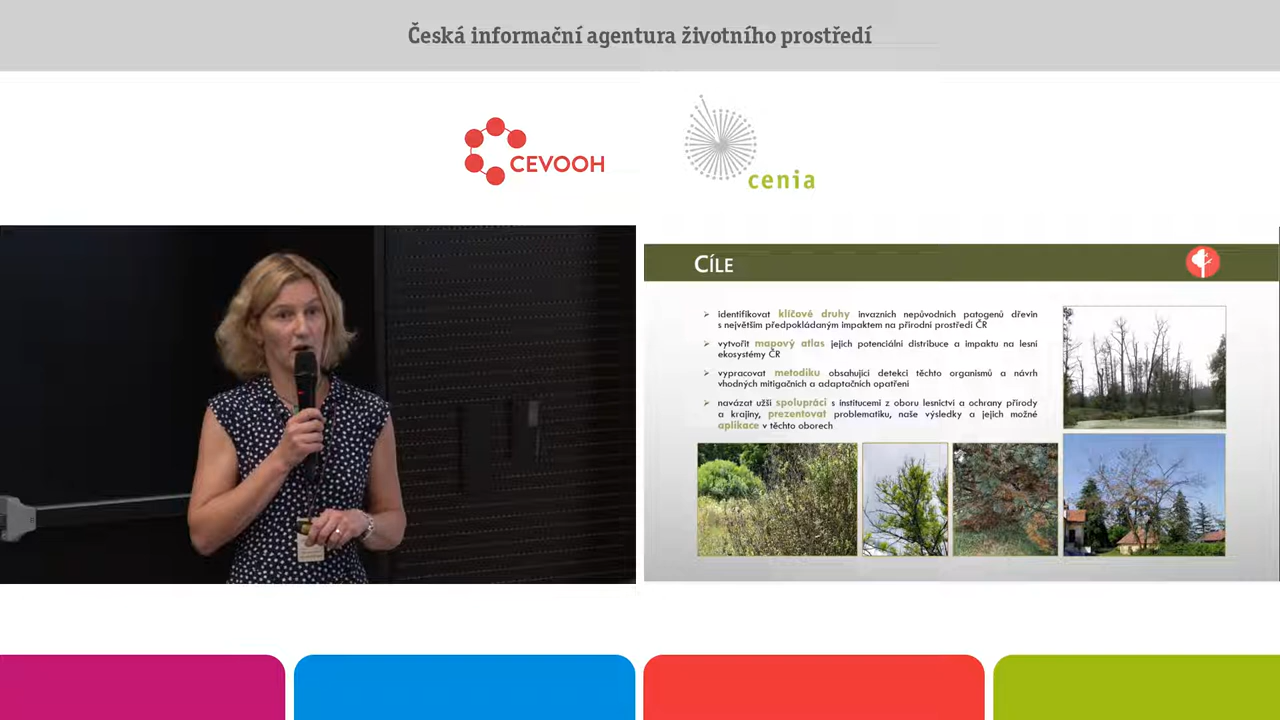 Česká informační agentura životního prostředí
CEVOOH
cenia
CÍLE
➢ identifikovat klíčové druhy invazních nepůvodních patogenů dřevin
s největším předpokládaným impaktem na přírodní prostředí ČR
➢ vytvořit mapový atlas jejich potenciální distribuce a impaktu na lesní
ekosystémy ČR
➢ vypracovat metodiku obsahující detekci těchto organismů a návrh
vhodných mitigačních a adaptačních opatření
➢ navázat užší spolupráci s institucemi z oboru lesnictví a ochrany přírody
a krajiny, prezentovat problematiku, naše výsledky a jejich možné
aplikace v těchto oborech